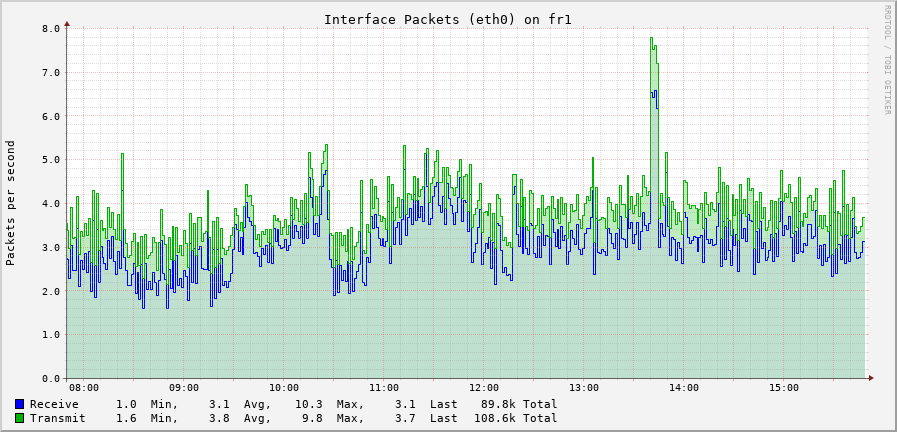 Interface Packets (eth0) on fr1
RRDTOOL / TOBI OETIKER
Packets per second
8.0
7.0
6.0
5.0
4.0
3.0
2.0
1.0
0.0
08:00 09:00 10:00 11:00 12:00 13:00 14:00 15:00
Receive 1.0 Min, 3.1 Avg, 10.3 Max, 3.1 Last 89.8k Total
Transmit 1.6 Min, 3.8 Avg, 9.8 Max, 3.7 Last 108.6k Total